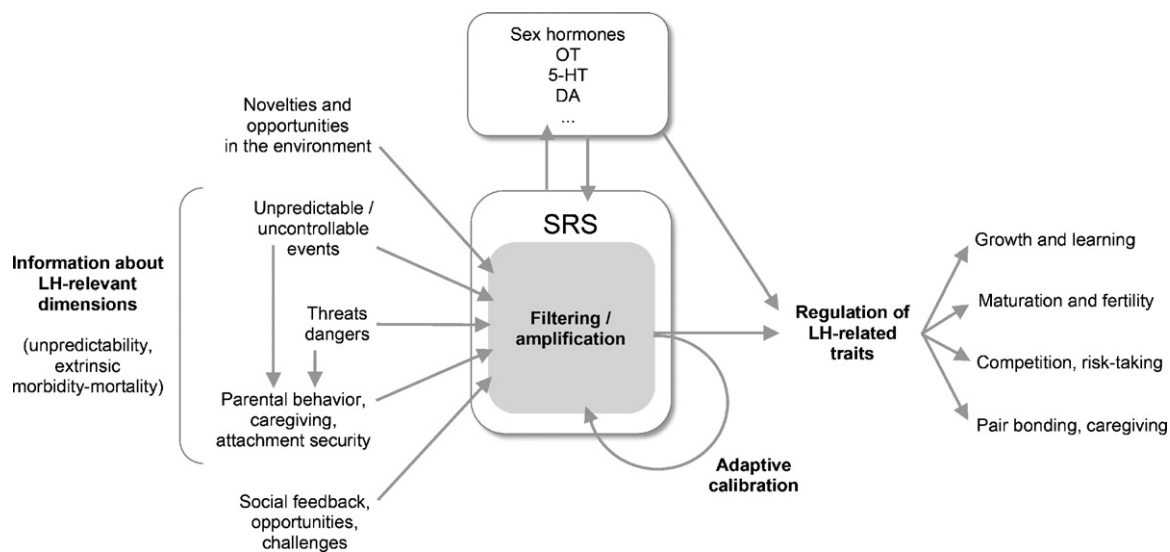 Sex hormones
OT
5-HT
DA
...
Novelties and
opportunities
in the environment
Unpredictable /
uncontrollable
events
Information about
LH-relevant
dimensions
(unpredictability,
extrinsic
morbidity-mortality)
Threats
dangers
Parental behavior,
caregiving,
attachment security
Social feedback,
opportunities,
challenges
SRS
Filtering /
amplification
Adaptive
calibration
Regulation of
LH-related
traits
Growth and learning
Maturation and fertility
Competition, risk-taking
Pair bonding, caregiving